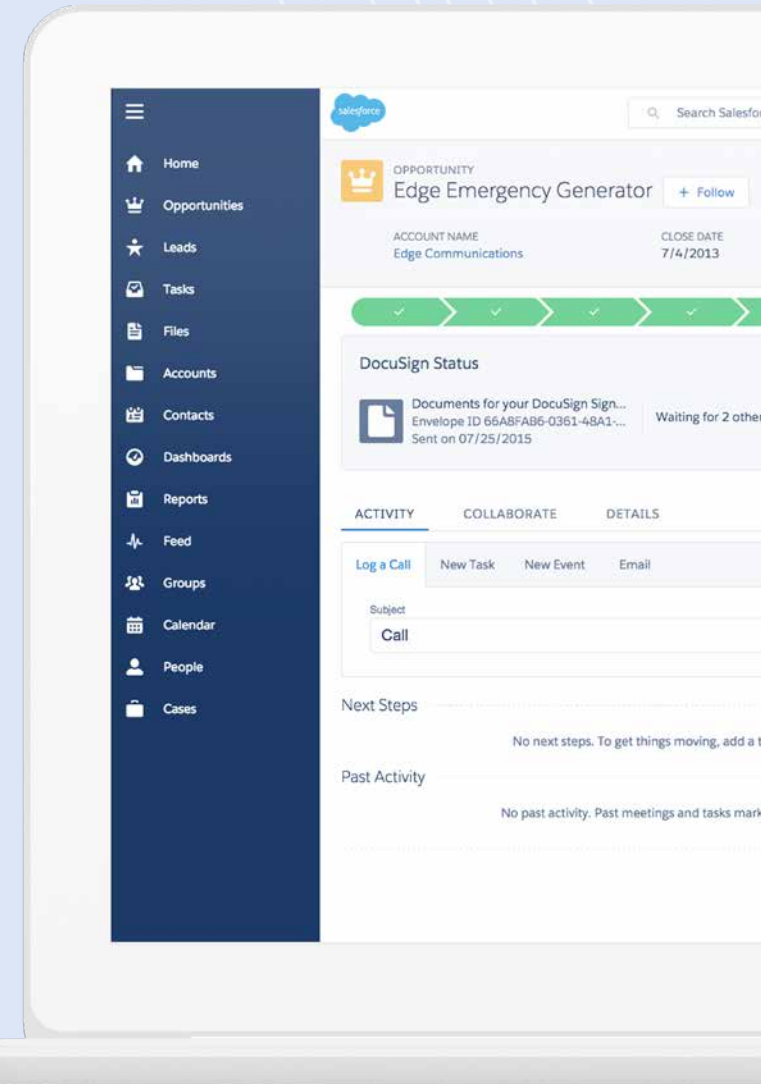 Home
Opportunities
Leads
Tasks
Files
Accounts
Contacts
Dashboards
Reports
Feed
Groups
Calendar
People
Cases
salesforce
Search Salesfor
OPPORTUNITY
Edge Emergency Generator
+ Follow
ACCOUNT NAME
CLOSE DATE
Edge Communications
7/4/2013
DocuSign Status
Documents for your DocuSign Sign...
Envelope ID 66A8FAB6-0361-48A1-...
Sent on 07/25/2015
Waiting for 2 other
ACTIVITY COLLABORATE DETAILS
Log a Call New Task New Event Email
Subject
Call
Next Steps
No next steps. To get things moving, add a t
Past Activity
No past activity. Past meetings and tasks mark